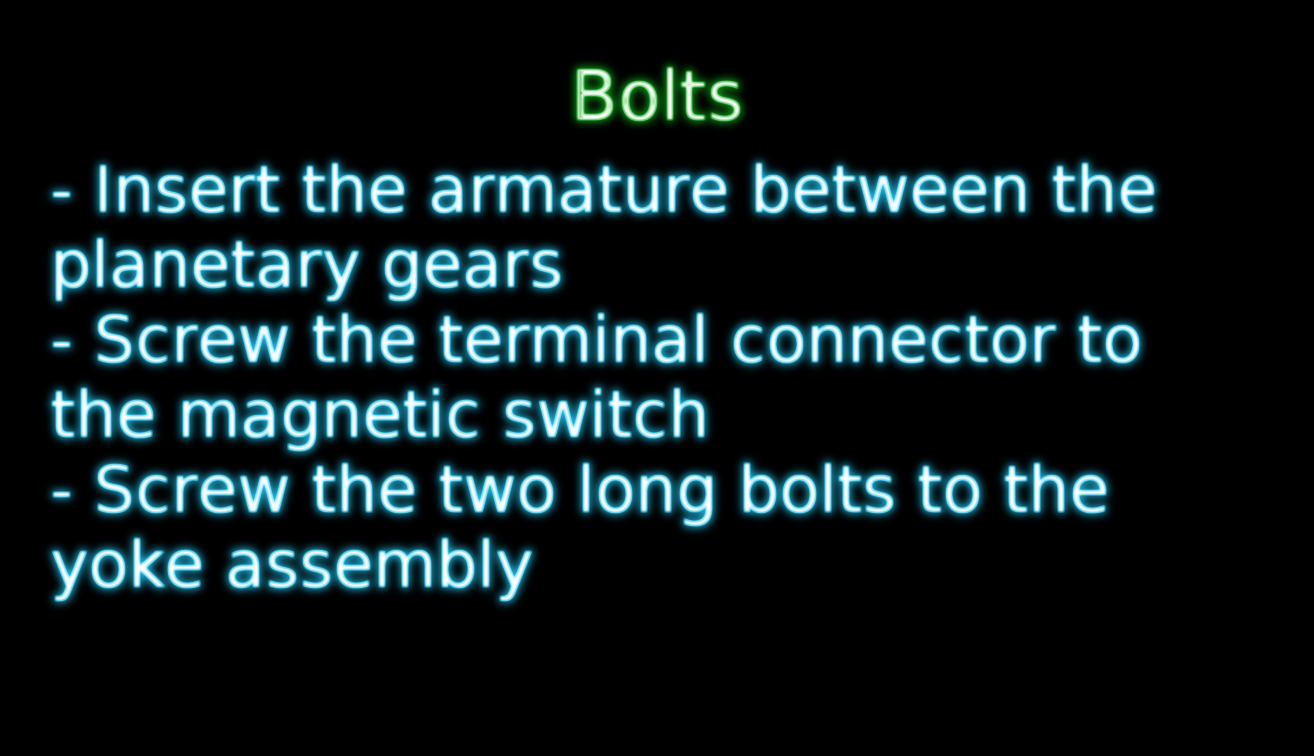 Bolts
- Insert the armature between the
planetary gears
- Screw the terminal connector to
the magnetic switch
- Screw the two long bolts to the
yoke assembly